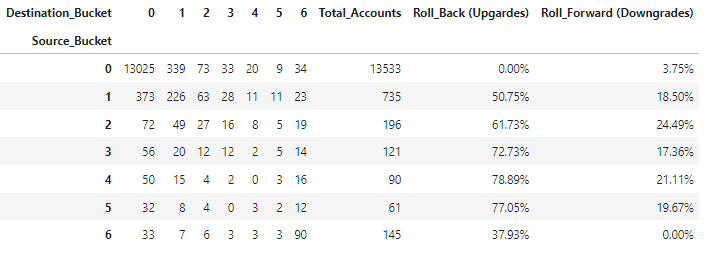 Destination_Bucket 0 1 2 3 4 5 6 Total_Accounts Roll_Back (Upgardes) Roll_Forward (Downgrades)
Source_Bucket
0 13025 339 73 33 20 9 34 13533 0.00% 3.75%
1 373 226 63 28 11 11 23 735 50.75% 18.50%
2 72 49 27 16 8 5 19 196 61.73% 24.49%
3 56 20 12 12 2 5 14 121 72.73% 17.36%
4 50 15 4 2 0 3 16 90 78.89% 21.11%
5 32 8 4 0 3 2 12 61 77.05% 19.67%
6 33 7 6 3 3 3 90 145 37.93% 0.00%